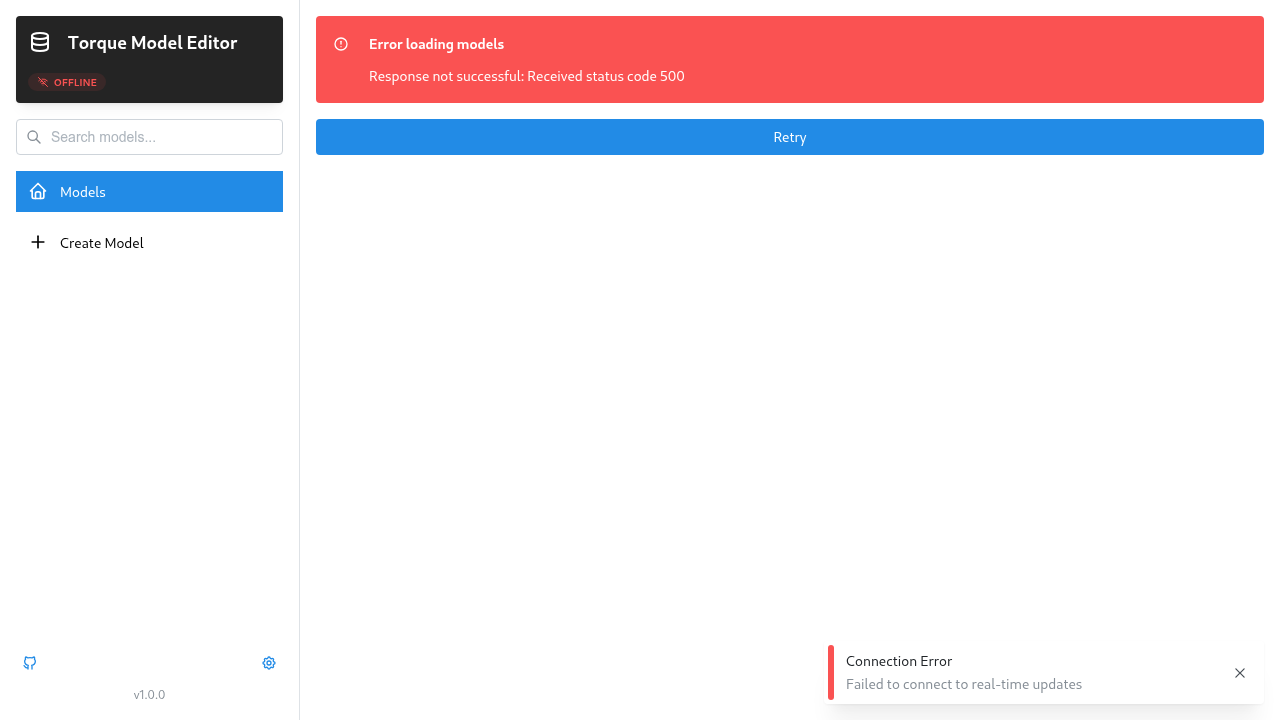 Torque Model Editor
OFFLINE
Search models...
Models
Create Model
v1.0.0
Error loading models
Response not successful: Received status code 500
Retry
Connection Error
Failed to connect to real-time updates